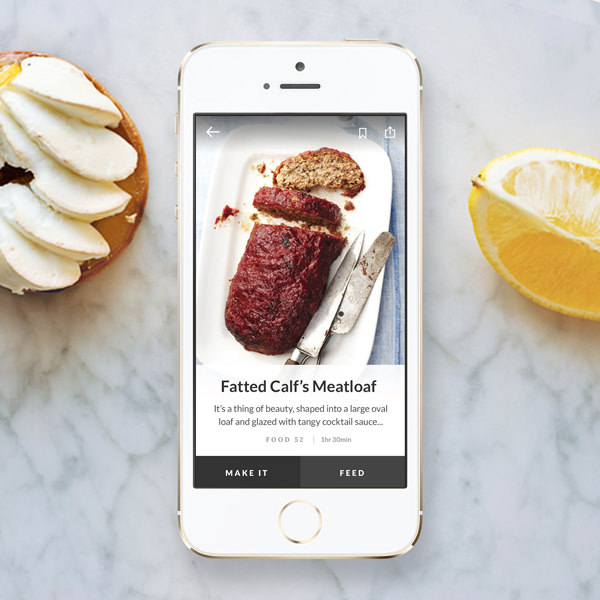 Fatted Calf's Meatloaf
It's a thing of beauty, shaped into a large oval
loaf and glazed with tangy cocktail sauce...
FOOD 52 | 1hr 30min
MAKE IT FEED